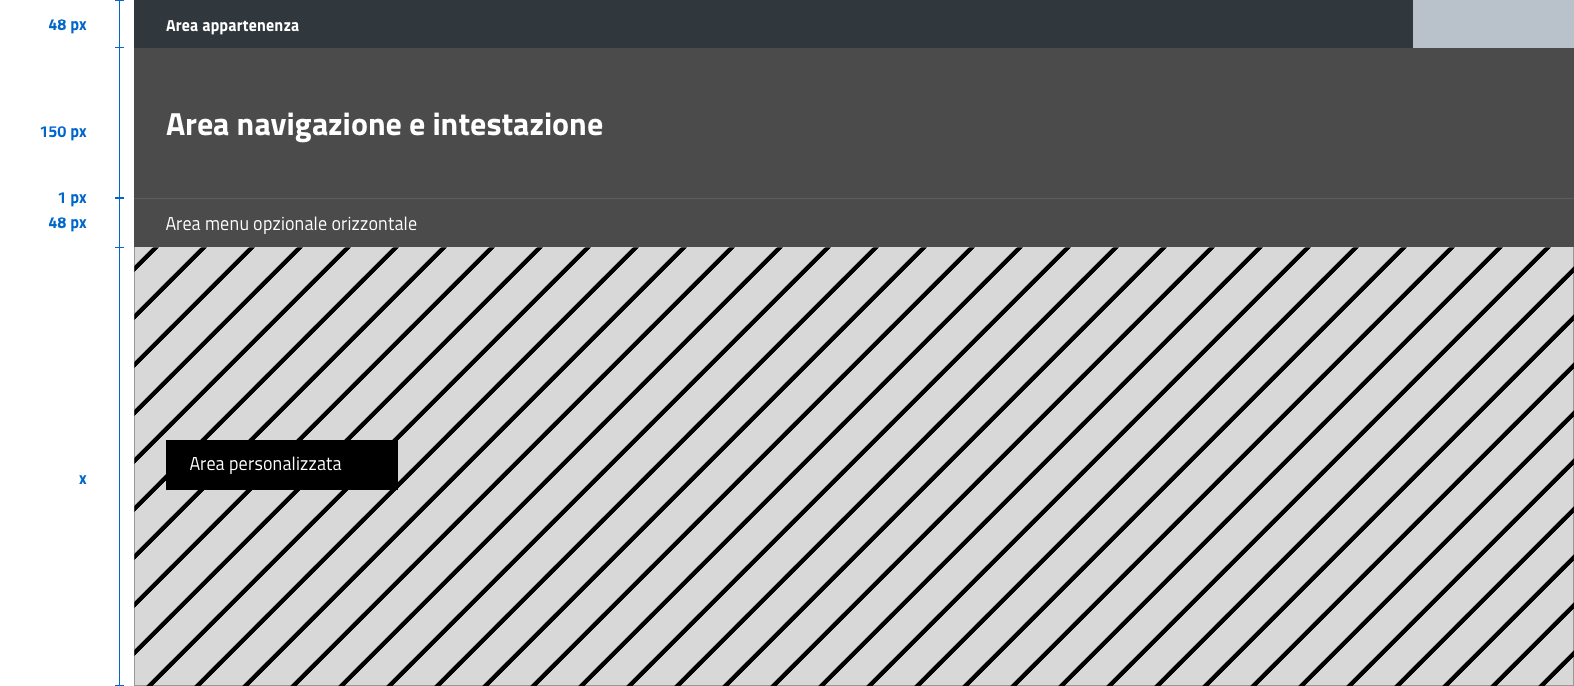 48 px
Area appartenenza
150 px
Area navigazione e intestazione
1 px
48 px
Area menu opzionale orizzontale
x
Area personalizzata